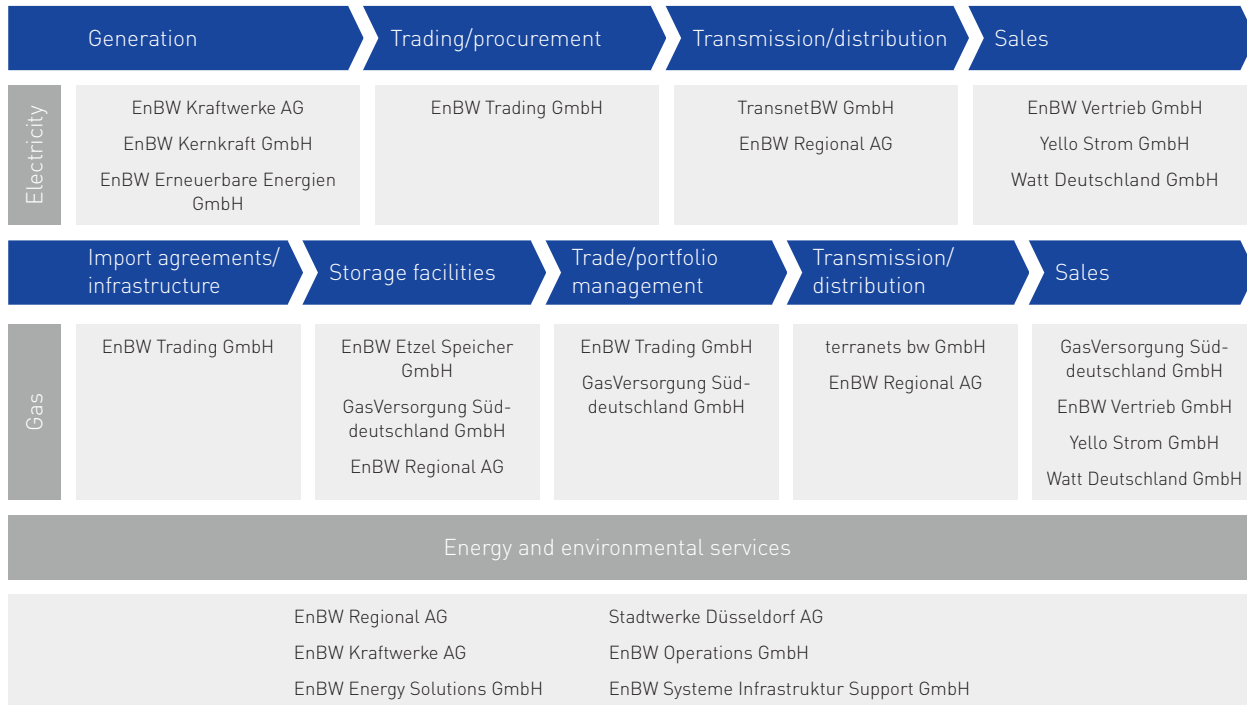 Generation
Trading/procurement
Transmission/distribution
Sales
Electricity
EnBW Kraftwerke AG
EnBW Kernkraft GmbH
EnBW Erneuerbare Energien
GmbH
EnBW Trading GmbH
TransnetBW GmbH
EnBW Regional AG
EnBW Vertrieb GmbH
Yello Strom GmbH
Watt Deutschland GmbH
Import agreements/
infrastructure
Storage facilities
Trade/portfolio
management
Transmission/
distribution
Sales
Gas
EnBW Trading GmbH
EnBW Etzel Speicher
GmbH
GasVersorgung Süd-
deutschland GmbH
EnBW Regional AG
EnBW Trading GmbH
GasVersorgung Süd-
deutschland GmbH
terranets bw GmbH
EnBW Regional AG
GasVersorgung Süd-
deutschland GmbH
EnBW Vertrieb GmbH
Yello Strom GmbH
Watt Deutschland GmbH
Energy and environmental services
EnBW Regional AG
EnBW Kraftwerke AG
EnBW Energy Solutions GmbH
Stadtwerke Düsseldorf AG
EnBW Operations GmbH
EnBW Systeme Infrastruktur Support GmbH